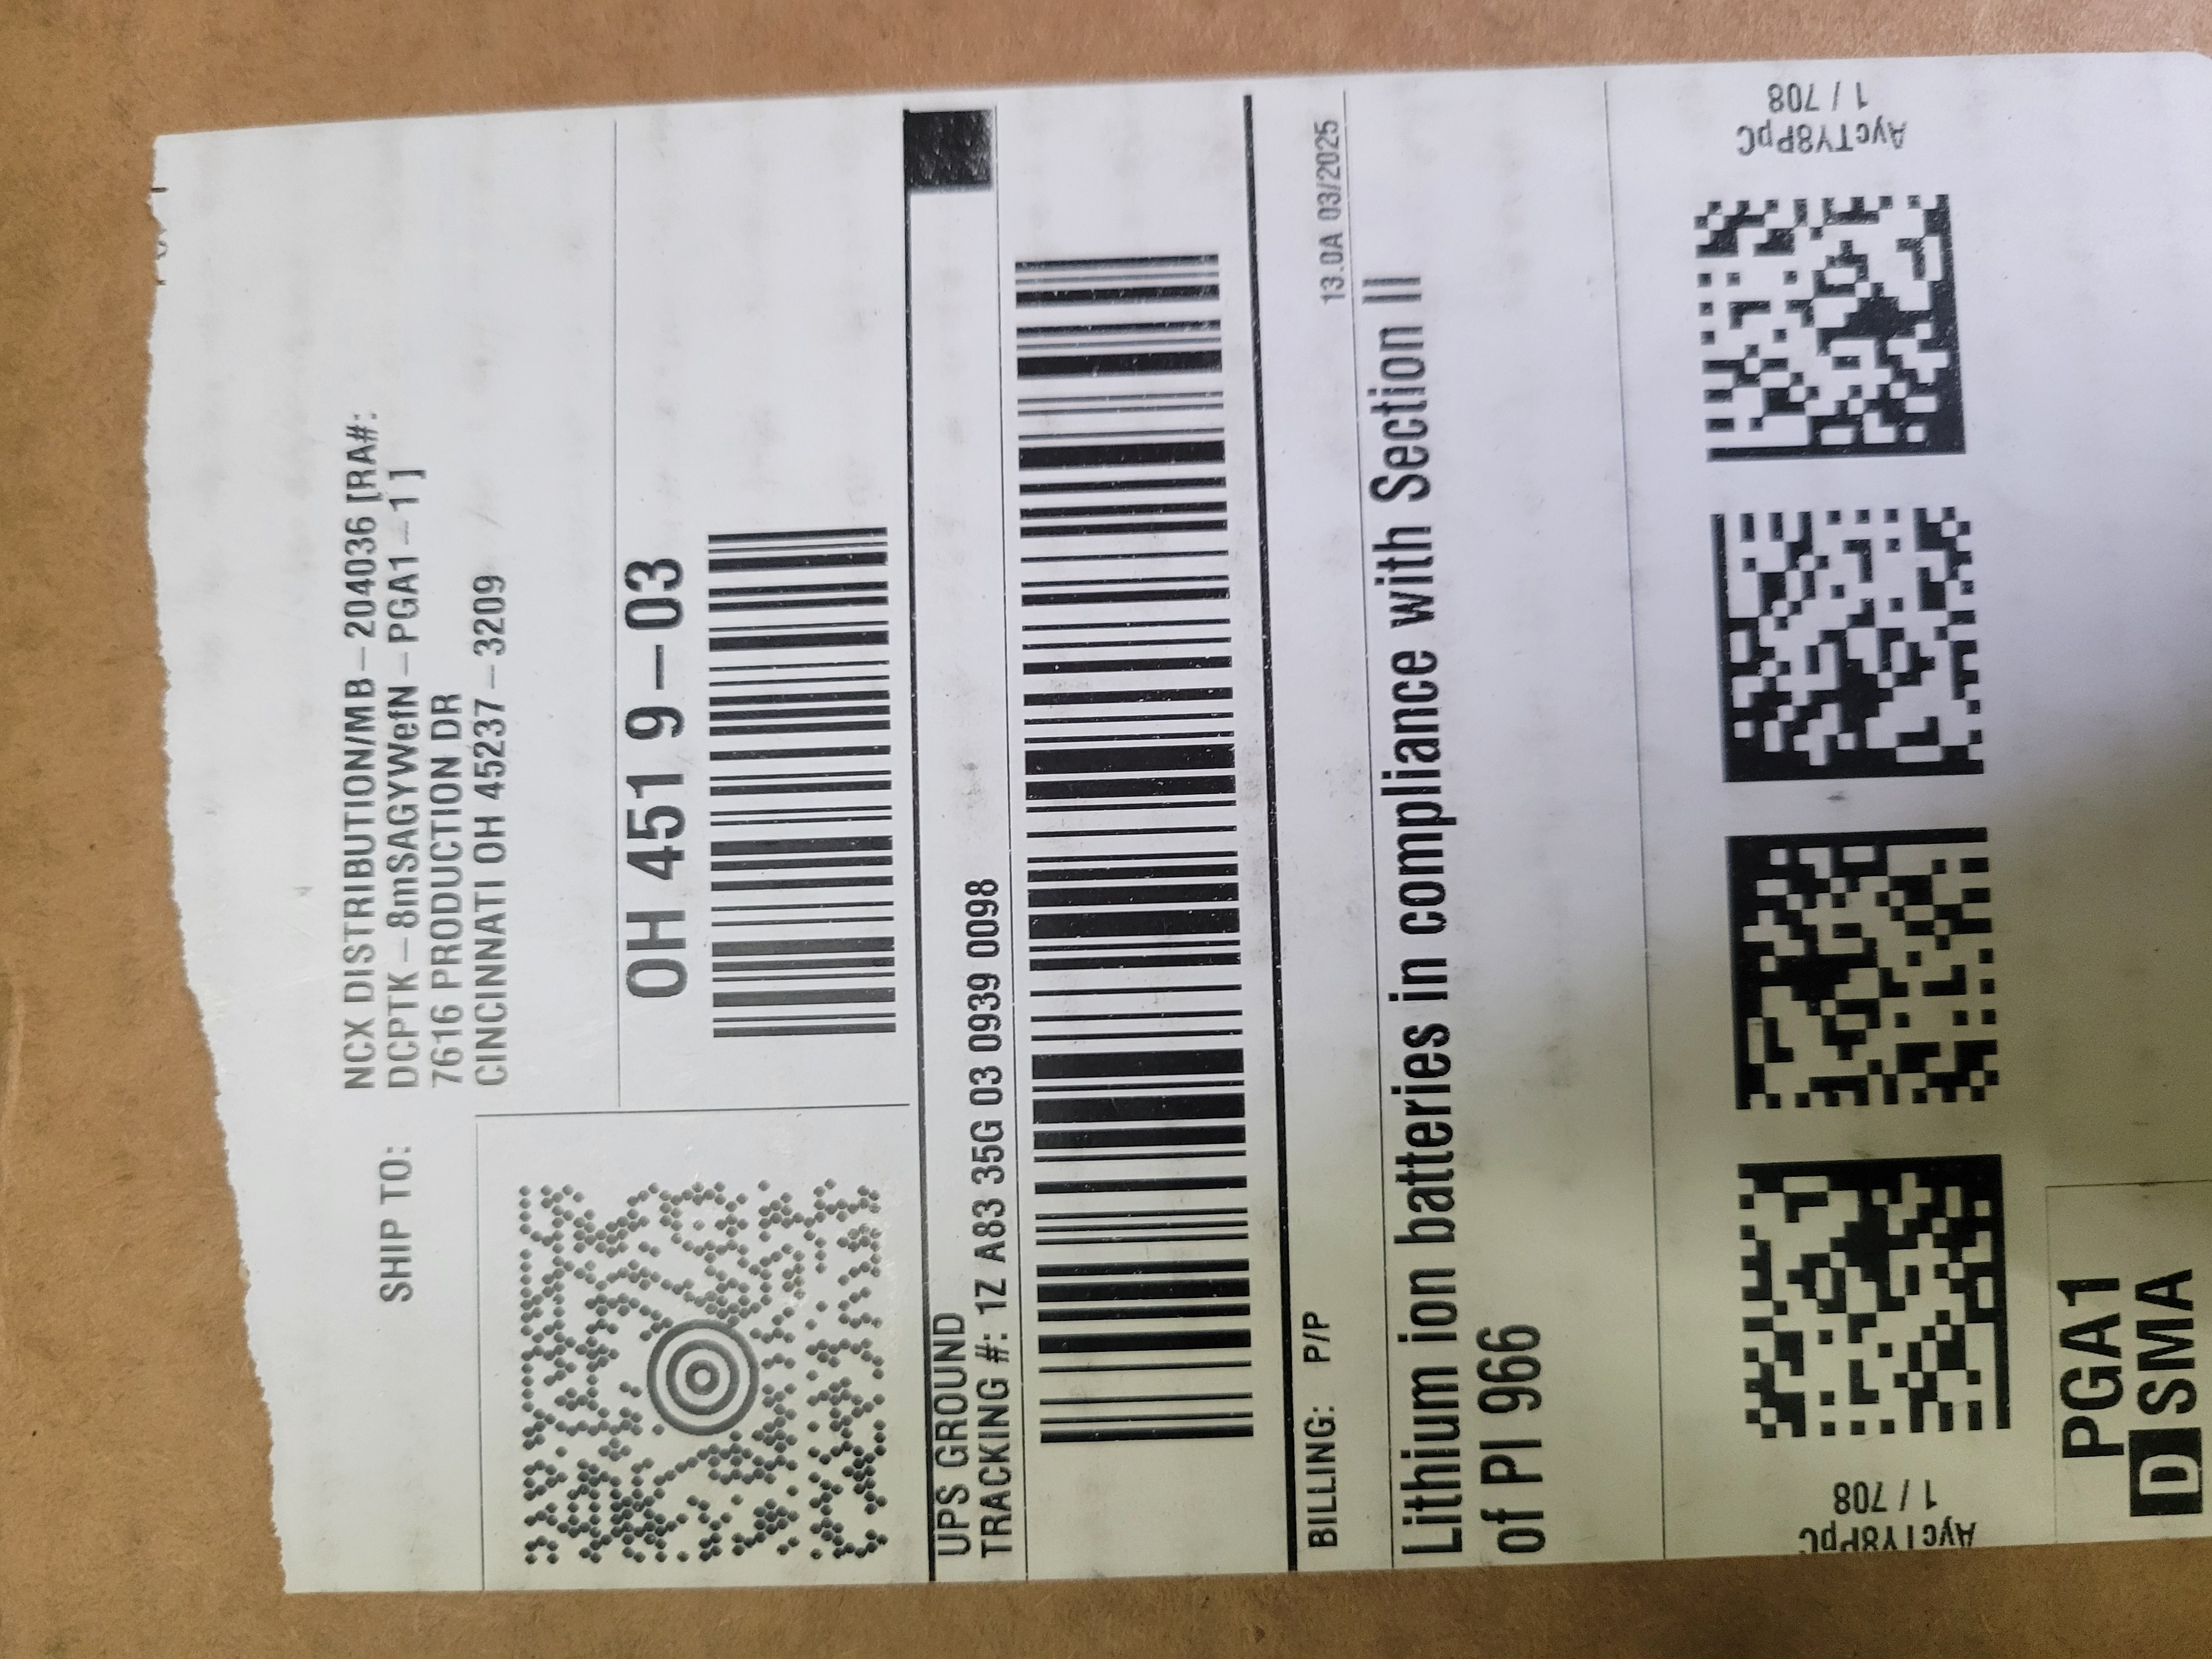 SHIP TO:
NCX DISTRIBUTION/MB-204036 [RA#:
DCPTK-8mSAGYWefN-PGA1-1]
7616 PRODUCTION DR
CINCINNATI OH 45237-3209
OH 451 9-03
UPS GROUND
TRACKING #: 1Z A83 35G 03 0939 0098
BILLING: P/P
13.0A 03/2025
Lithium ion batteries in compliance with Section II
of PI 966
AycTY8PpC
1 / 708
AycTY8PpC
1 / 708
PGA1
D SMA